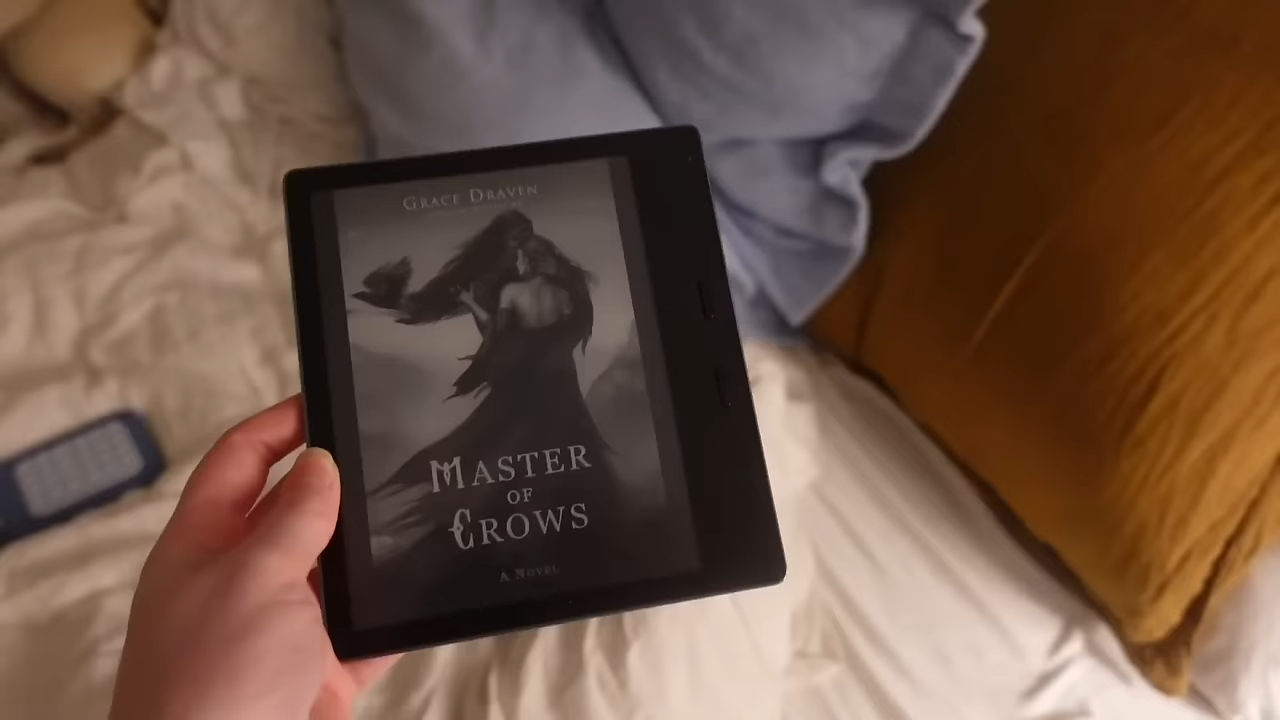 GRACE DRAVEN
MASTER
OF
CROWS
A NOVEL